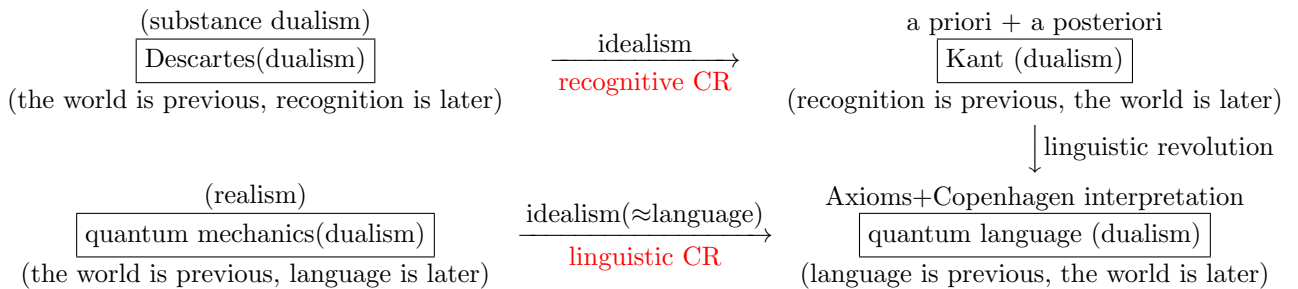 (substance dualism)
Descartes(dualism)
(the world is previous, recognition is later)
idealism
recognitive CR
a priori + a posteriori
Kant (dualism)
(recognition is previous, the world is later)
linguistic revolution
(realism)
quantum mechanics(dualism)
(the world is previous, language is later)
idealism(≈language)
linguistic CR
Axioms+Copenhagen interpretation
quantum language (dualism)
(language is previous, the world is later)